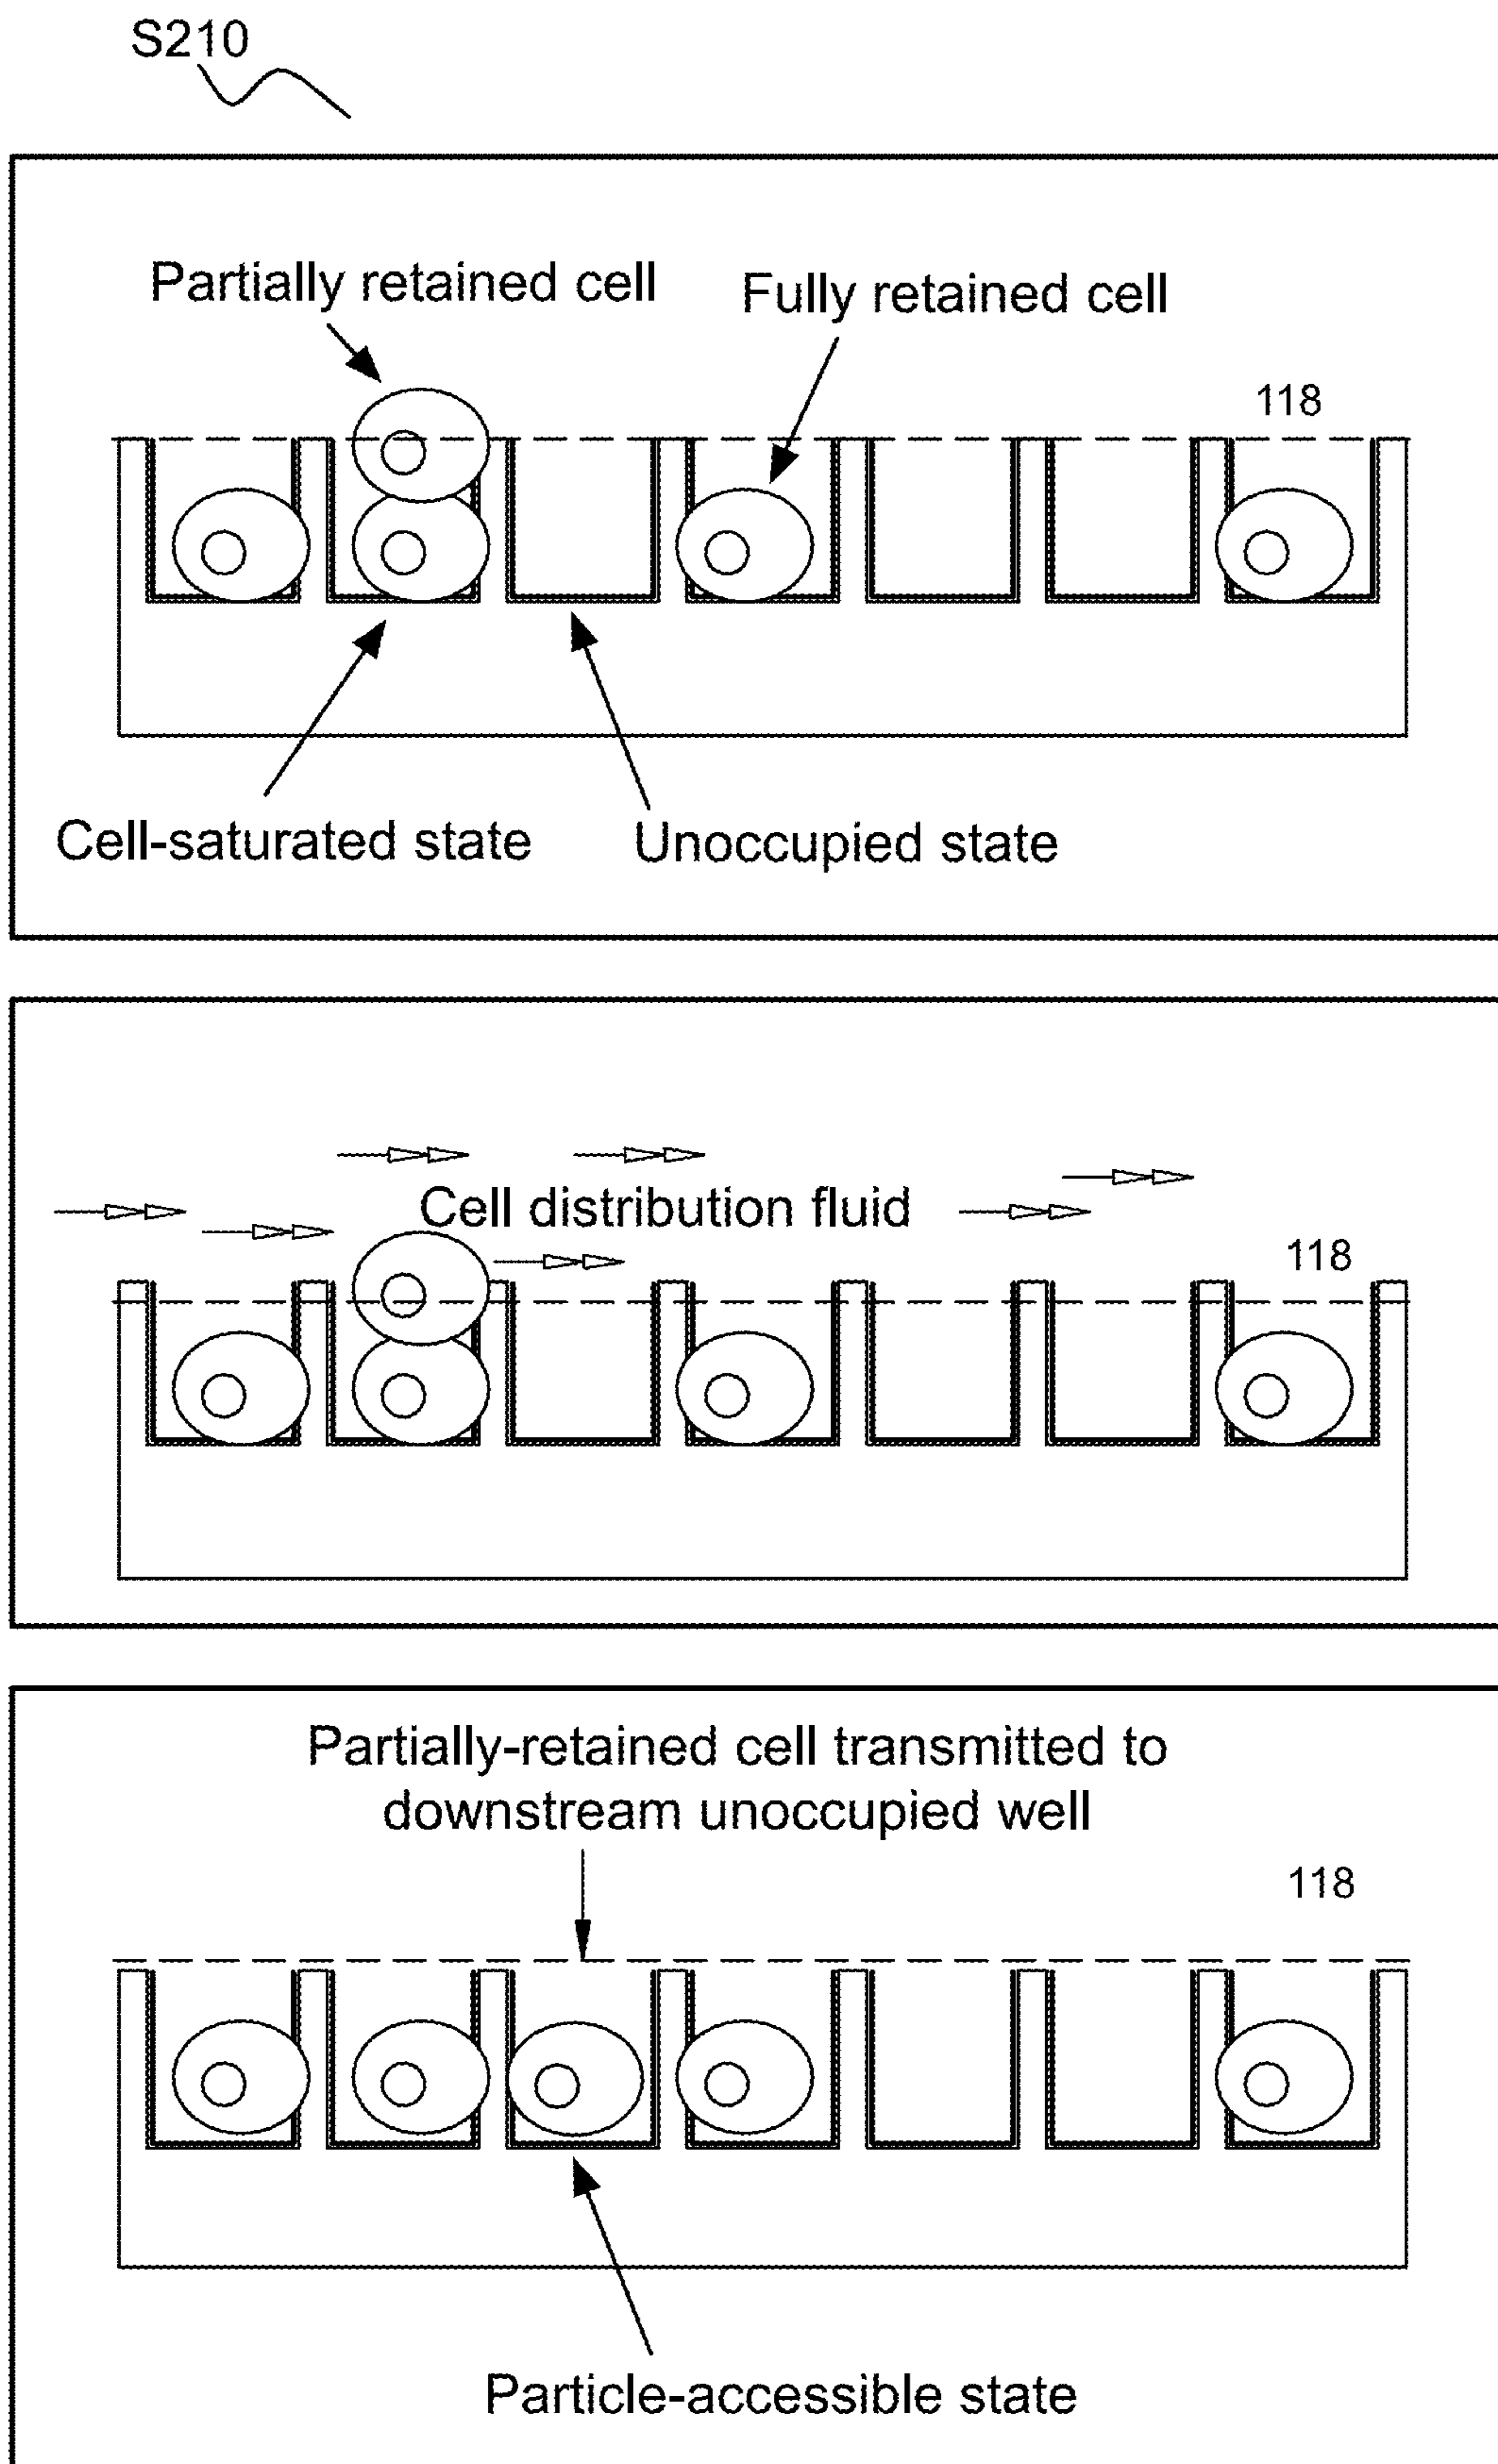 S210
Partially retained cell
Fully retained cell
118
Cell-saturated state
Unoccupied state
Cell distribution fluid
118
Partially-retained cell transmitted to
downstream unoccupied well
118
Particle-accessible state